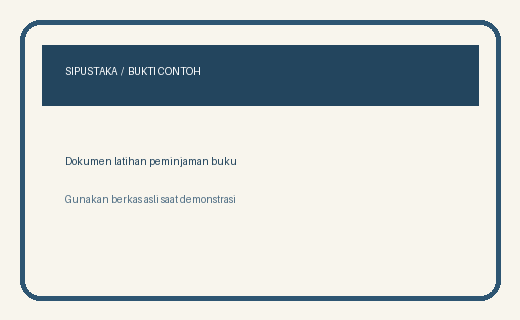 SIPUSTAKA / BUKTI CONTOH
Dokumen latihan peminjaman buku
Gunakan berkas asli saat demonstrasi